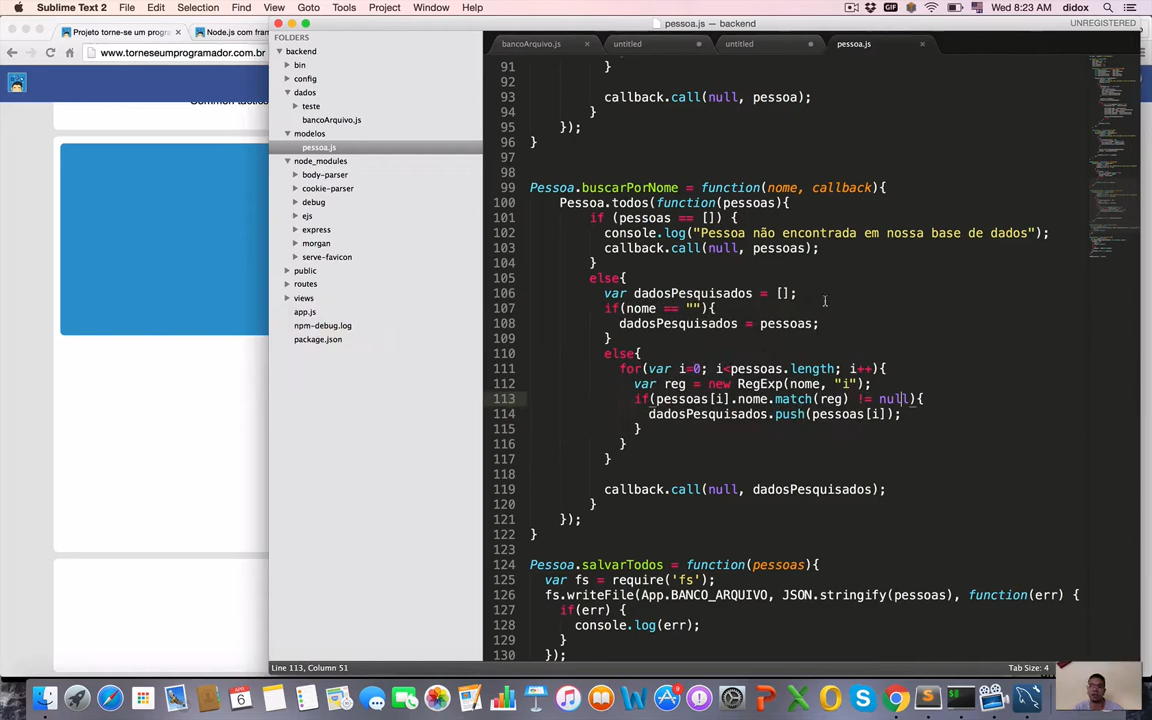 Sublime Text 2 File Edit Selection Find View Goto Tools Project Window Help
Wed 8:23 AM didox
Projeto torne-se um progra
Node.js com fram
www.torneseumprogramador.com.br
pessoa.js — backend
UNREGISTERED
FOLDERS
backend
bin
config
dados
teste
bancoArquivo.js
modelos
pessoa.js
node_modules
body-parser
cookie-parser
debug
ejs
express
morgan
serve-favicon
public
routes
views
app.js
npm-debug.log
package.json
bancoArquivo.js untitled untitled pessoa.js
91 }
92
93 callback.call(null, pessoa);
94 }
95 });
96 }
97
98
99 Pessoa.buscarPorNome = function(nome, callback){
100 Pessoa.todos(function(pessoas){
101 if (pessoas == []) {
102 console.log("Pessoa não encontrada em nossa base de dados");
103 callback.call(null, pessoas);
104 }
105 else{
106 var dadosPesquisados = [];
107 if(nome == ""){
108 dadosPesquisados = pessoas;
109 }
110 else{
111 for(var i=0; i<pessoas.length; i++){
112 var reg = new RegExp(nome, "i");
113 if(pessoas[i].nome.match(reg) != null){
114 dadosPesquisados.push(pessoas[i]);
115 }
116 }
117 }
118
119 callback.call(null, dadosPesquisados);
120 }
121 });
122 }
123
124 Pessoa.salvarTodos = function(pessoas){
125 var fs = require('fs');
126 fs.writeFile(App.BANCO_ARQUIVO, JSON.stringify(pessoas), function(err) {
127 if(err) {
128 console.log(err);
129 }
130 });
Line 113, Column 51
Tab Size: 4